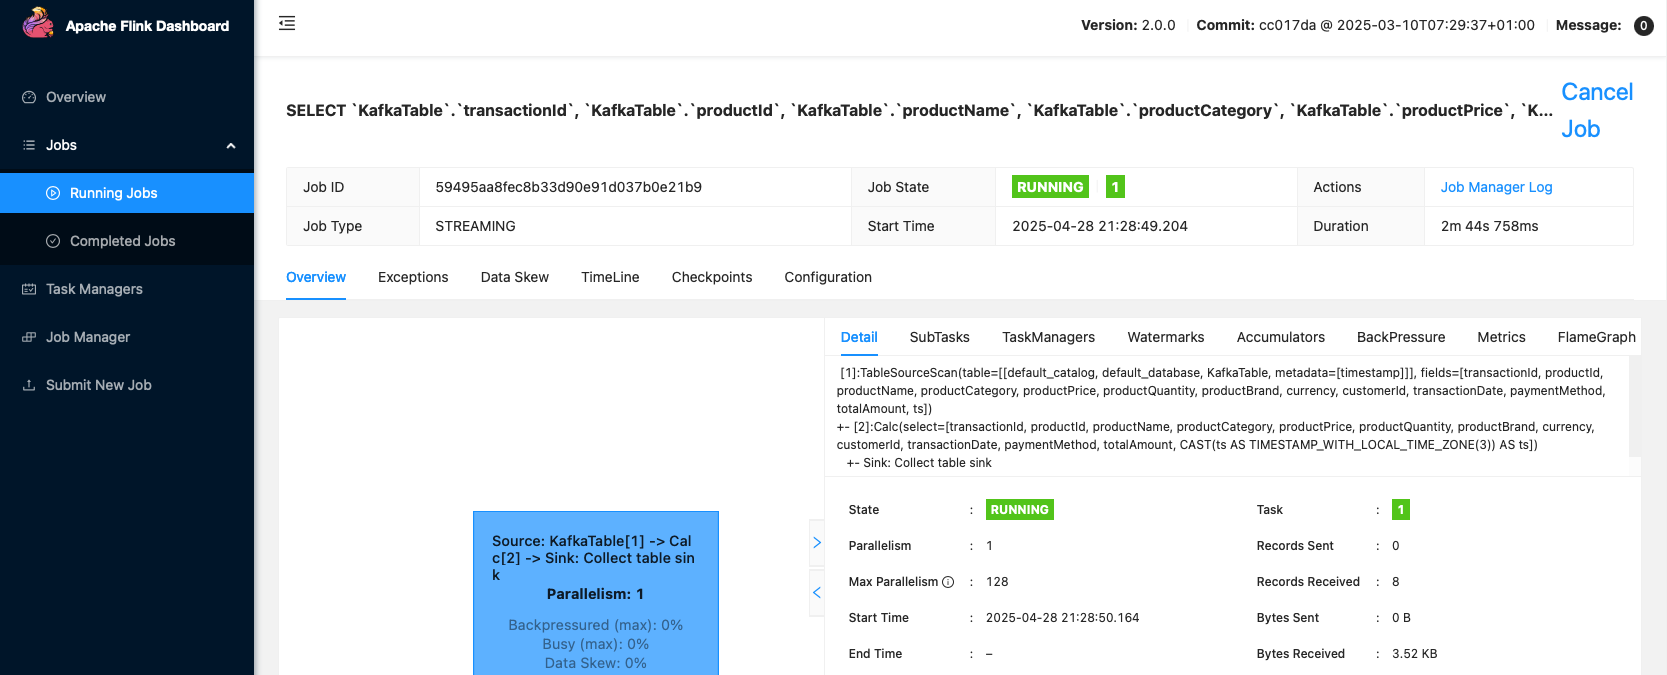 Apache Flink Dashboard
Version: 2.0.0 Commit: cc017da @ 2025-03-10T07:29:37+01:00 Message: 0
Overview
Jobs
Running Jobs
Completed Jobs
Task Managers
Job Manager
Submit New Job
SELECT `KafkaTable`.`transactionId`, `KafkaTable`.`productId`, `KafkaTable`.`productName`, `KafkaTable`.`productCategory`, `KafkaTable`.`productPrice`, `K...
Cancel
Job
Job ID 59495aa8fec8b33d90e91d037b0e21b9 Job State RUNNING 1 Actions Job Manager Log
Job Type STREAMING Start Time 2025-04-28 21:28:49.204 Duration 2m 44s 758ms
Overview Exceptions Data Skew TimeLine Checkpoints Configuration
Source: KafkaTable[1] -> Cal
c[2] -> Sink: Collect table sin
k
Parallelism: 1
Backpressured (max): 0%
Busy (max): 0%
Data Skew: 0%
Detail SubTasks TaskManagers Watermarks Accumulators BackPressure Metrics FlameGraph
[1]:TableSourceScan(table=[[default_catalog, default_database, KafkaTable, metadata=[timestamp]]], fields=[transactionId, productId,
productName, productCategory, productPrice, productQuantity, productBrand, currency, customerId, transactionDate, paymentMethod,
totalAmount, ts])
+- [2]:Calc(select=[transactionId, productId, productName, productCategory, productPrice, productQuantity, productBrand, currency,
customerId, transactionDate, paymentMethod, totalAmount, CAST(ts AS TIMESTAMP_WITH_LOCAL_TIME_ZONE(3)) AS ts])
+- Sink: Collect table sink
State : RUNNING Task : 1
Parallelism : 1 Records Sent : 0
Max Parallelism : 128 Records Received : 8
Start Time : 2025-04-28 21:28:50.164 Bytes Sent : 0 B
End Time : – Bytes Received : 3.52 KB